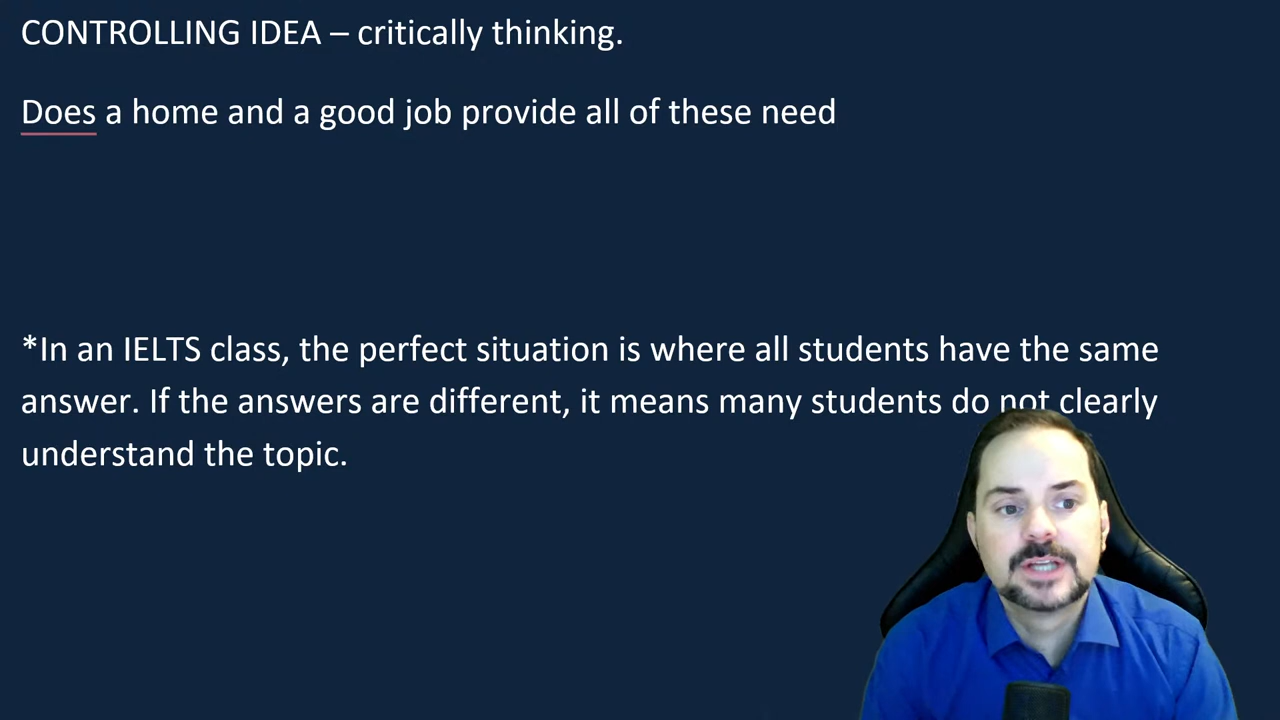 CONTROLLING IDEA – critically thinking.
Does a home and a good job provide all of these need
*In an IELTS class, the perfect situation is where all students have the same
answer. If the answers are different, it means many students do not clearly
understand the topic.